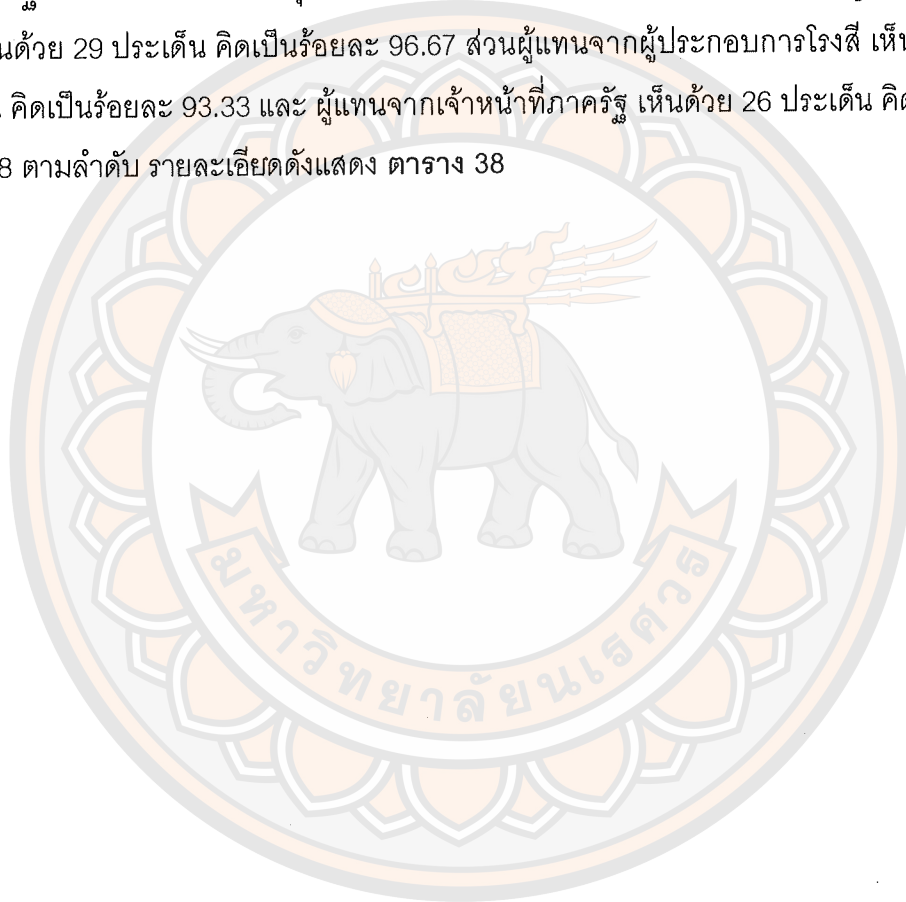 นด้วย 29 ประเด็น คิดเป็นร้อยละ 96.67 ส่วนผู้แทนจากผู้ประกอบการโรงสี เห็น
คิดเป็นร้อยละ 93.33 และ ผู้แทนจากเจ้าหน้าที่ภาครัฐ เห็นด้วย 26 ประเด็น คิด
8 ตามลำดับ รายละเอียดดังแสดง ตาราง 38
มหาวิทยาลัยนเรศวร